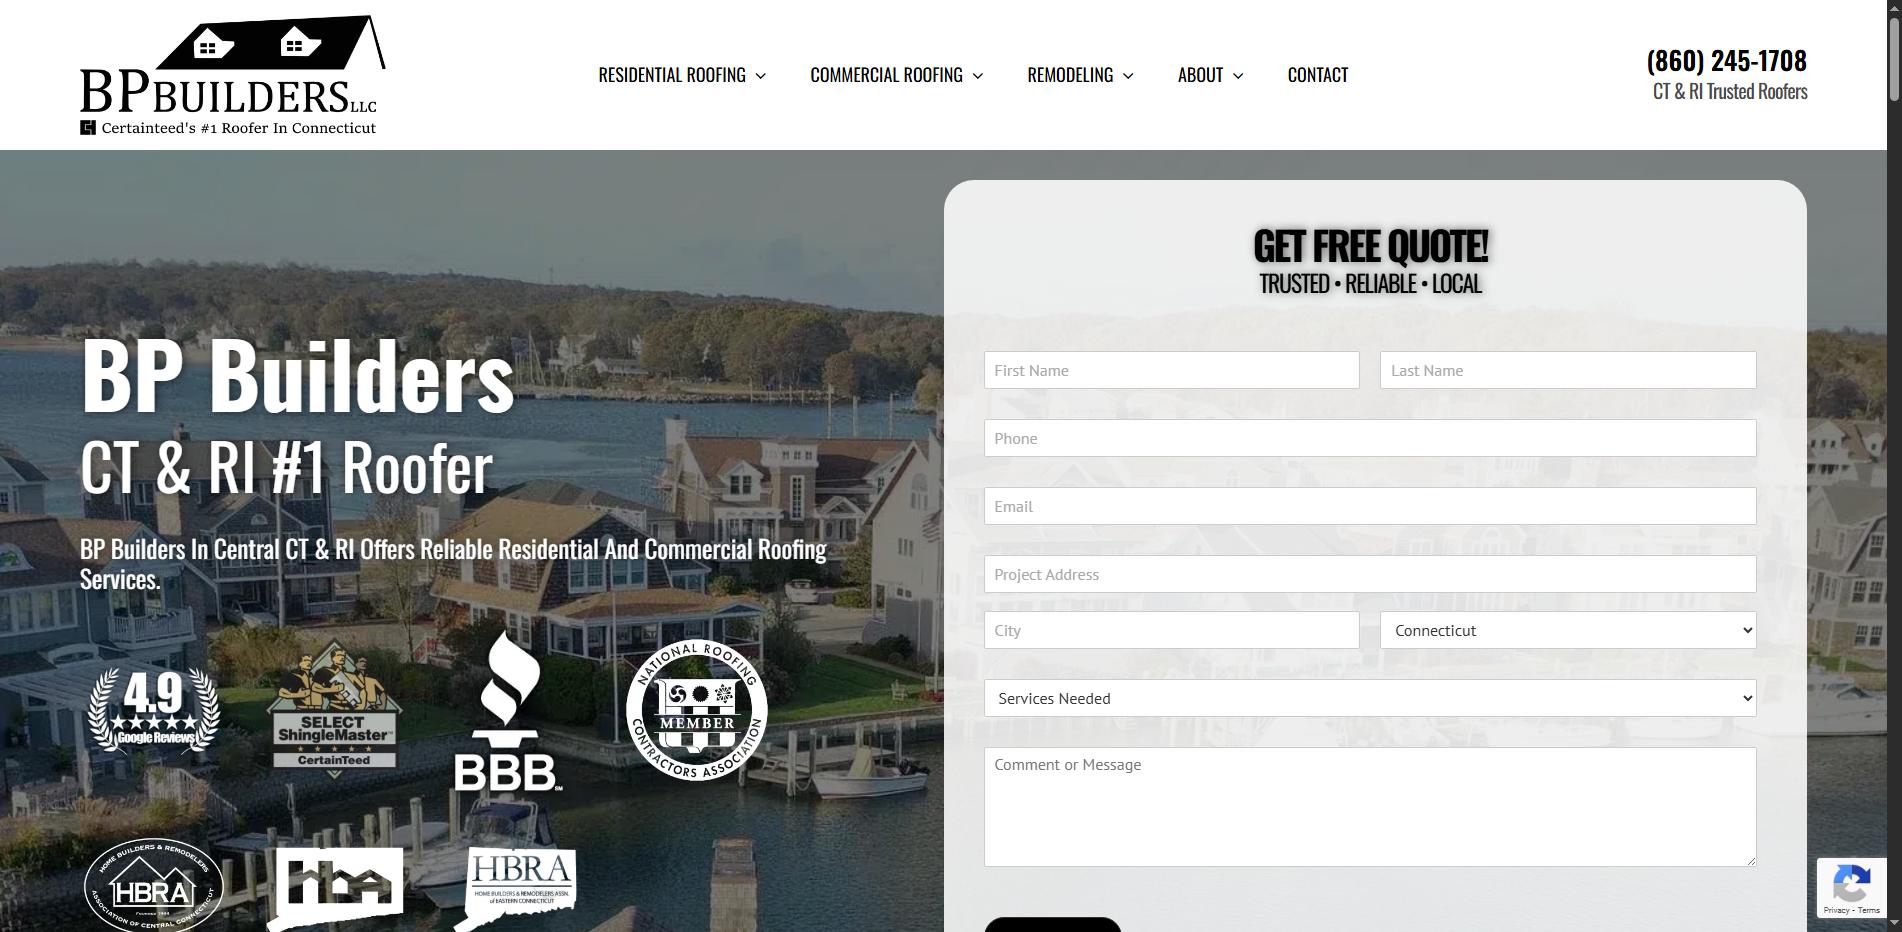 BP BUILDERS LLC
Certainteed's #1 Roofer In Connecticut
RESIDENTIAL ROOFING
COMMERCIAL ROOFING
REMODELING
ABOUT
CONTACT
(860) 245-1708
CT & RI Trusted Roofers
BP Builders
CT & RI #1 Roofer
BP Builders In Central CT & RI Offers Reliable Residential And Commercial Roofing
Services.
4.9
Google Reviews
SELECT
ShingleMaster™
CertainTeed
BBB SM
NATIONAL ROOFING
MEMBER
CONTRACTORS ASSOCIATION
HOME BUILDERS & REMODELERS
HBRA
ASSOCIATION OF CENTRAL CONNECTICUT
HBRA
HOME BUILDERS & REMODELERS ASSN.
of EASTERN CONNECTICUT
GET FREE QUOTE!
TRUSTED • RELIABLE • LOCAL
First Name
Last Name
Phone
Email
Project Address
City
Connecticut
Services Needed
Comment or Message
Privacy - Terms